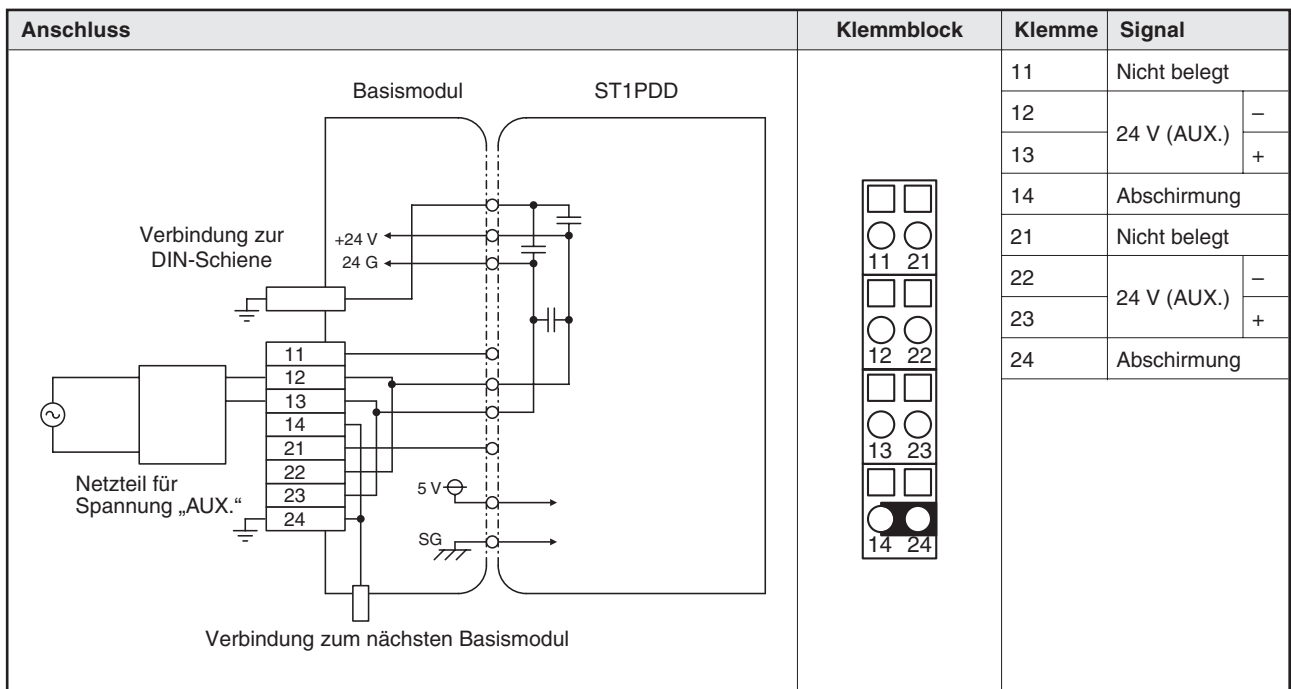 Anschluss
Klemmblock
Klemme
Signal
Basismodul
ST1PDD
Verbindung zur
DIN-Schiene
+24 V
24 G
11
12
13
14
21
22
23
24
Netzteil für
Spannung „AUX.“
5 V
SG
Verbindung zum nächsten Basismodul
11 21
12 22
13 23
14 24
11 Nicht belegt
12 –
24 V (AUX.)
13 +
14 Abschirmung
21 Nicht belegt
22 –
24 V (AUX.)
23 +
24 Abschirmung